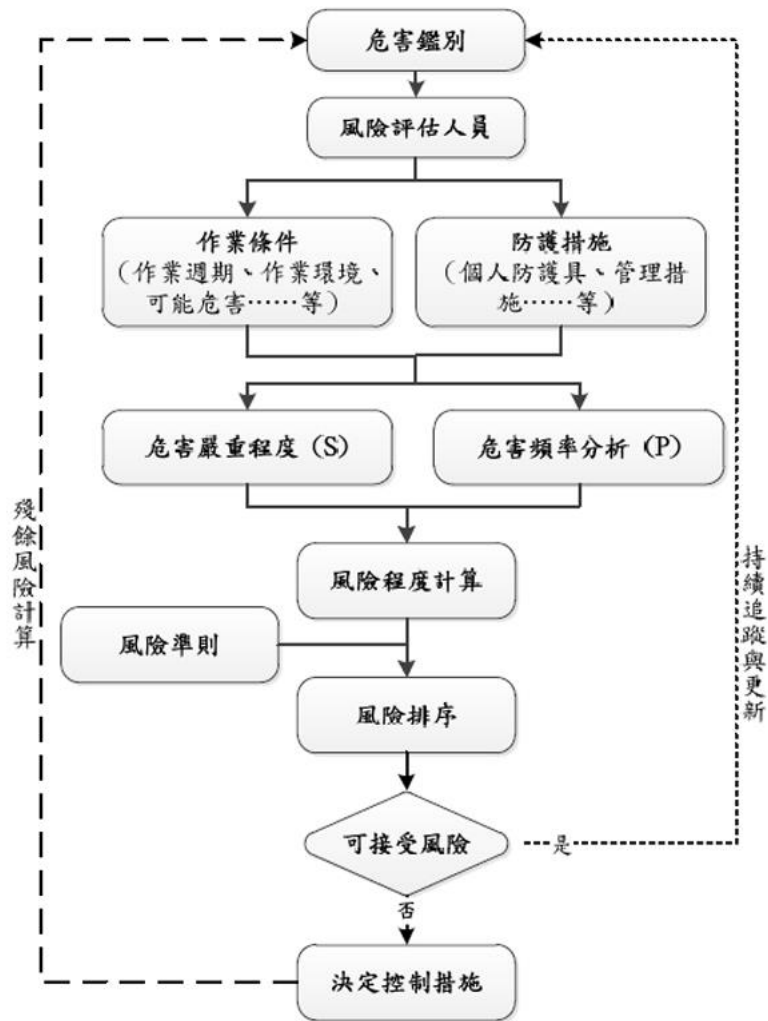 危害鑑別
風險評估人員
作業條件
(作業週期、作業環境、
可能危害……等)
防護措施
(個人防護具、管理措
施……等)
危害嚴重程度 (S)
危害頻率分析 (P)
風險程度計算
風險準則
風險排序
可接受風險
是
否
決定控制措施
殘餘風險計算
持續追蹤與更新